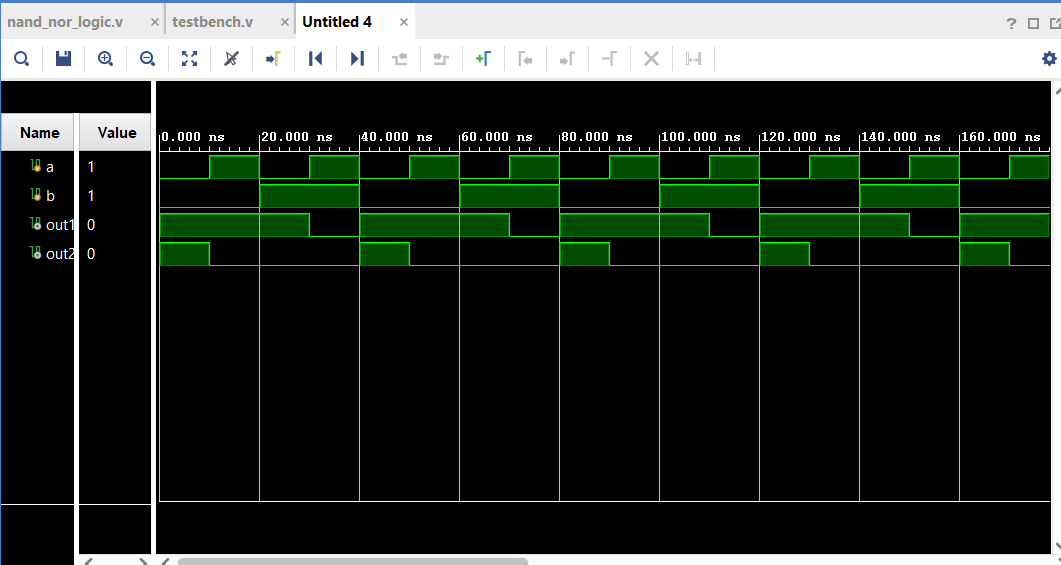 nand_nor_logic.v × testbench.v × Untitled 4 × ?
Name Value 0.000 ns 20.000 ns 40.000 ns 60.000 ns 80.000 ns 100.000 ns 120.000 ns 140.000 ns 160.000 ns
a 1
b 1
out1 0
out2 0